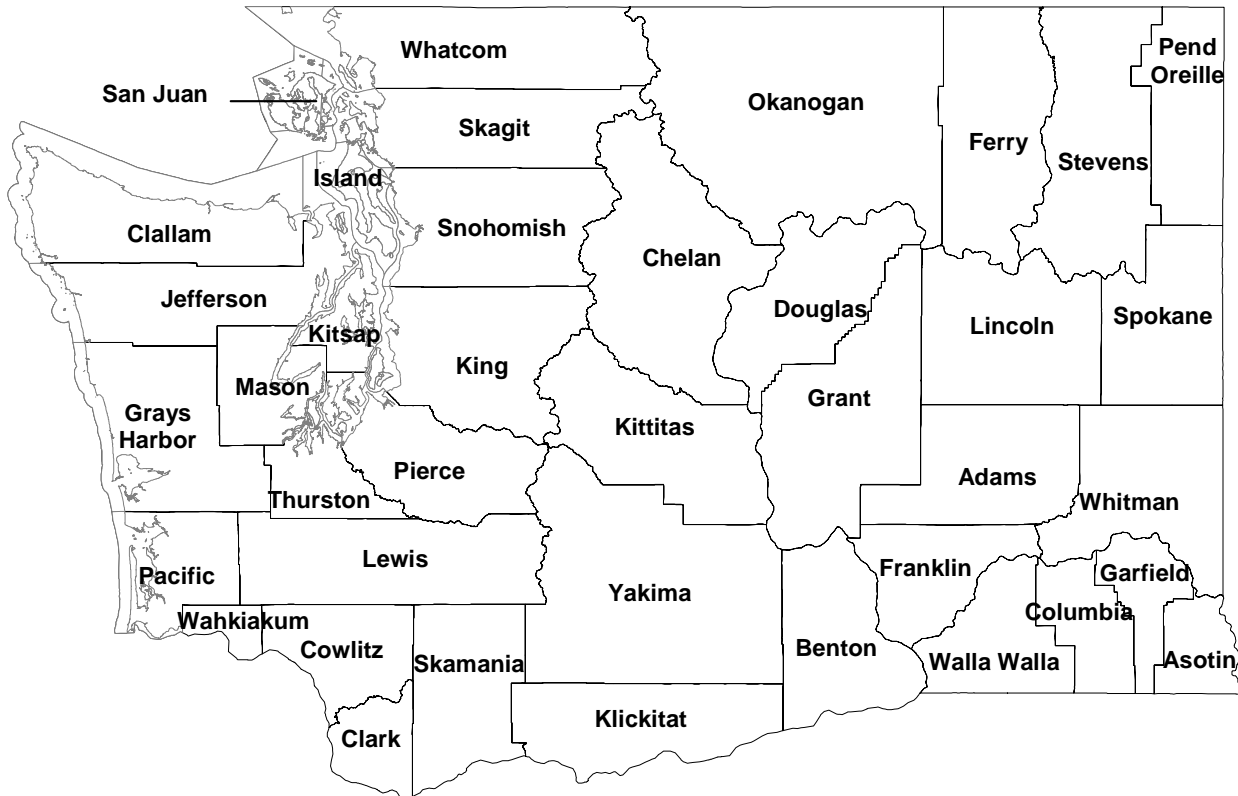 Whatcom
Pend
Oreille
San Juan
Okanogan
Skagit
Ferry
Stevens
Island
Clallam
Snohomish
Chelan
Jefferson
Douglas
Lincoln
Spokane
Kitsap
King
Mason
Grant
Grays
Harbor
Kittitas
Pierce
Adams
Thurston
Whitman
Lewis
Pacific
Franklin
Garfield
Yakima
Wahkiakum
Columbia
Cowlitz
Skamania
Benton
Walla Walla
Asotin
Klickitat
Clark